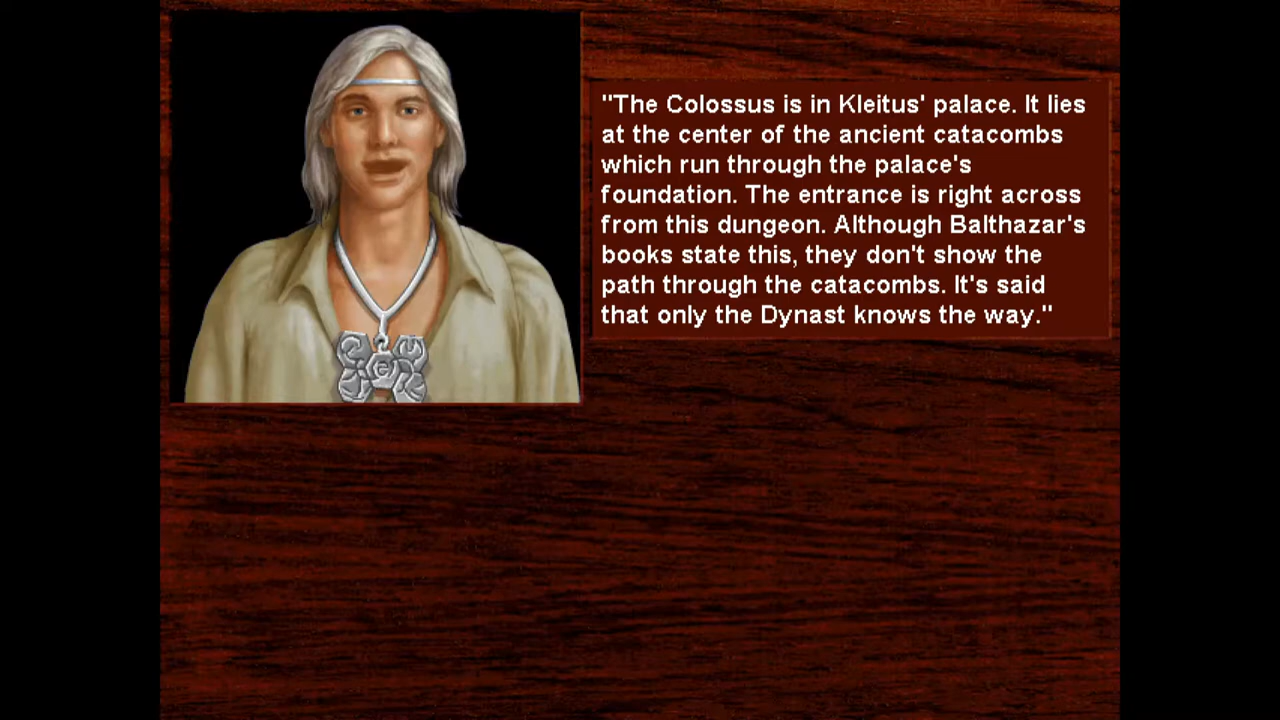 "The Colossus is in Kleitus' palace. It lies
at the center of the ancient catacombs
which run through the palace's
foundation. The entrance is right across
from this dungeon. Although Balthazar's
books state this, they don't show the
path through the catacombs. It's said
that only the Dynast knows the way."